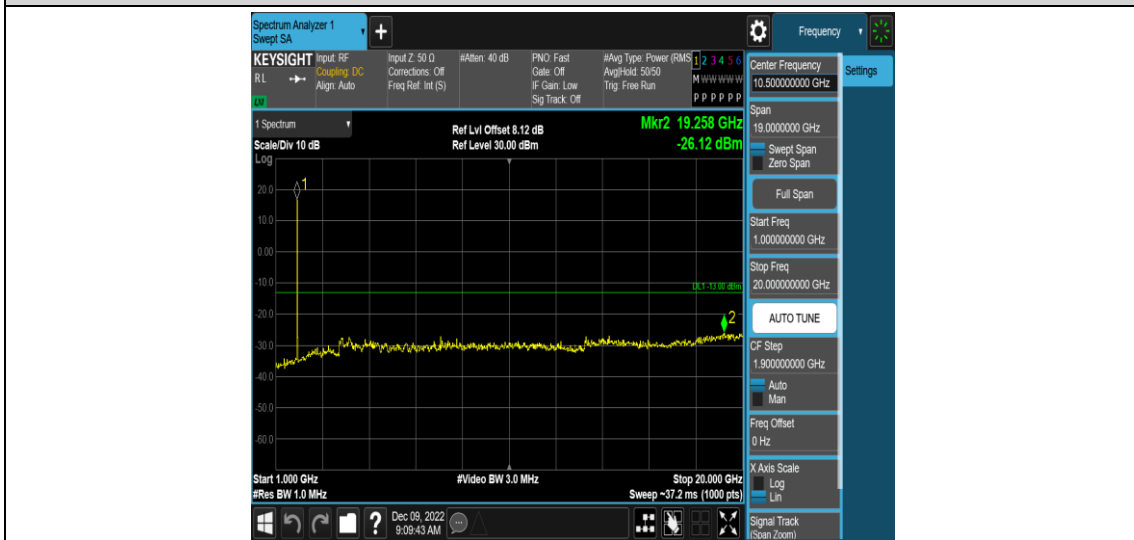 Spectrum Analyzer 1
Swept SA
+
Frequency
KEYSIGHT
RL
LXI
Input: RF
Coupling: DC
Align: Auto
Input Z: 50 Ω
Corrections: Off
Freq Ref: Int (S)
#Atten: 40 dB
PNO: Fast
Gate: Off
IF Gain: Low
Sig Track: Off
#Avg Type: Power (RMS
Avg|Hold: 50/50
Trig: Free Run
1 2 3 4 5 6
M W W W W W
P P P P P P
1 Spectrum
Scale/Div 10 dB
Ref Lvl Offset 8.12 dB
Ref Level 30.00 dBm
Mkr2 19.258 GHz
-26.12 dBm
Log
20.0
10.0
0.00
-10.0
-20.0
-30.0
-40.0
-50.0
-60.0
1
DL1 -13.00 dBm
2
Start 1.000 GHz
#Res BW 1.0 MHz
#Video BW 3.0 MHz
Stop 20.000 GHz
Sweep ~37.2 ms (1000 pts)
Center Frequency
10.500000000 GHz
Settings
Span
19.0000000 GHz
Swept Span
Zero Span
Full Span
Start Freq
1.000000000 GHz
Stop Freq
20.000000000 GHz
AUTO TUNE
CF Step
1.900000000 GHz
Auto
Man
Freq Offset
0 Hz
X Axis Scale
Log
Lin
Signal Track
(Span Zoom)
?
Dec 09, 2022
9:09:43 AM